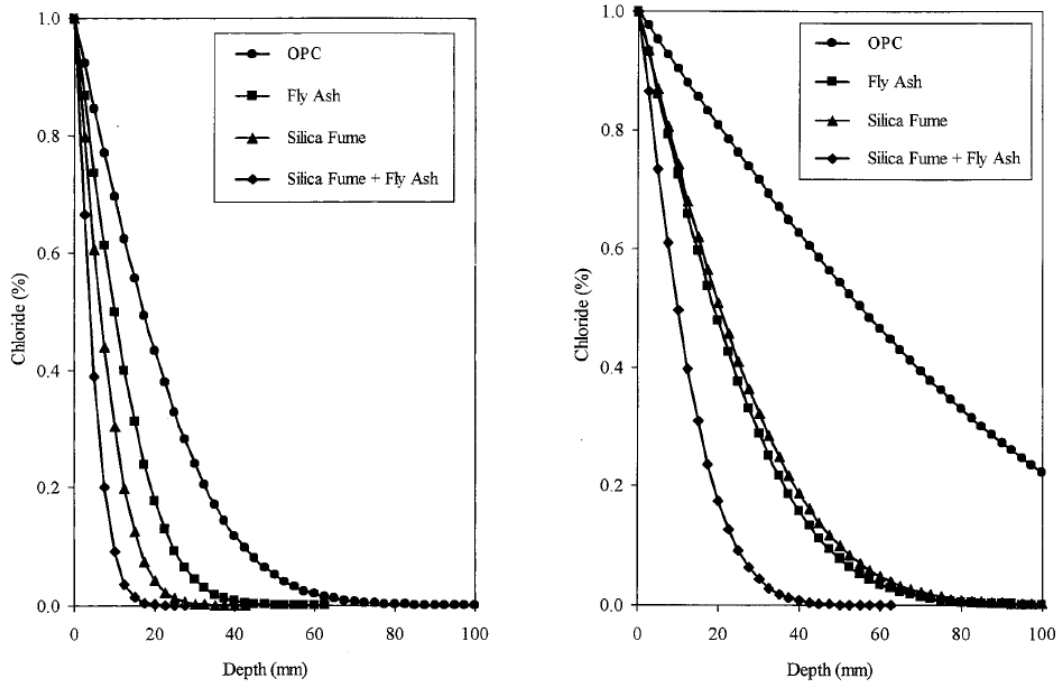 1.0
0.8
0.6
0.4
0.2
0.0
Chloride (%)
OPC
Fly Ash
Silica Fume
Silica Fume + Fly Ash
0
20
40
60
80
100
Depth (mm)
1.0
0.8
0.6
0.4
0.2
0.0
Chloride (%)
OPC
Fly Ash
Silica Fume
Silica Fume + Fly Ash
0
20
40
60
80
100
Depth (mm)